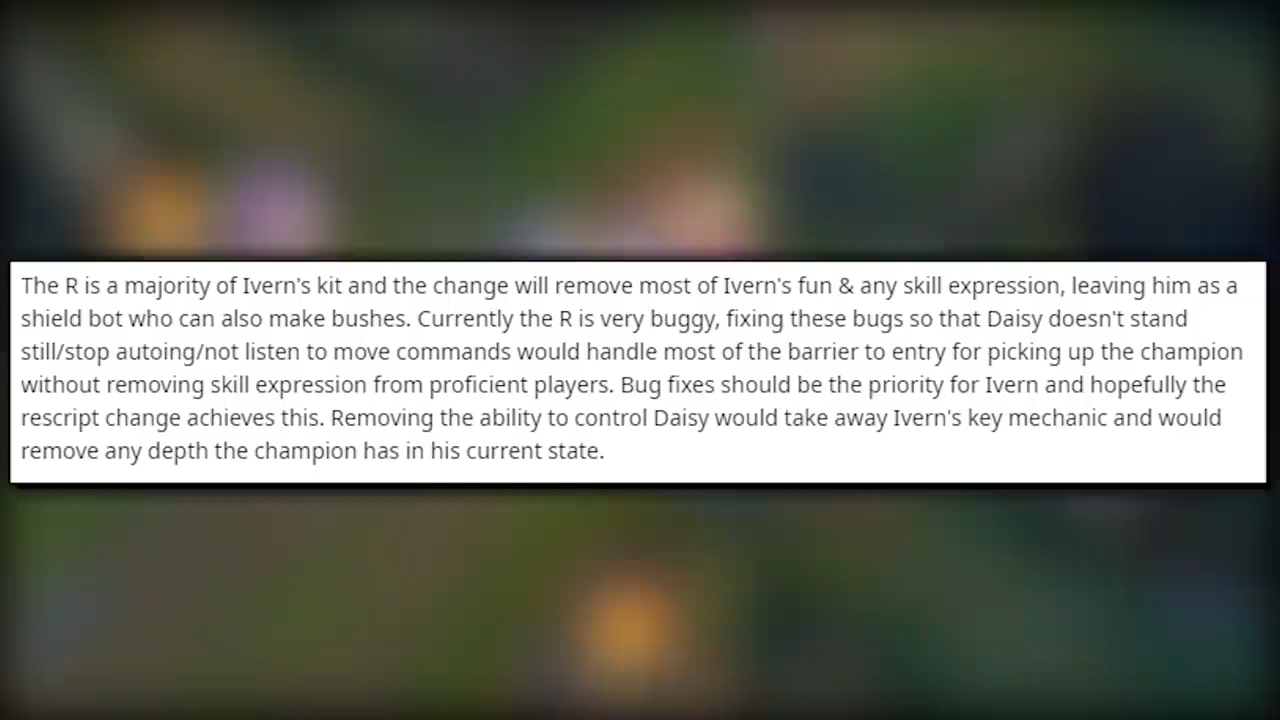 The R is a majority of Ivern's kit and the change will remove most of Ivern's fun & any skill expression, leaving him as a
shield bot who can also make bushes. Currently the R is very buggy, fixing these bugs so that Daisy doesn't stand
still/stop autoing/not listen to move commands would handle most of the barrier to entry for picking up the champion
without removing skill expression from proficient players. Bug fixes should be the priority for Ivern and hopefully the
rescript change achieves this. Removing the ability to control Daisy would take away Ivern's key mechanic and would
remove any depth the champion has in his current state.